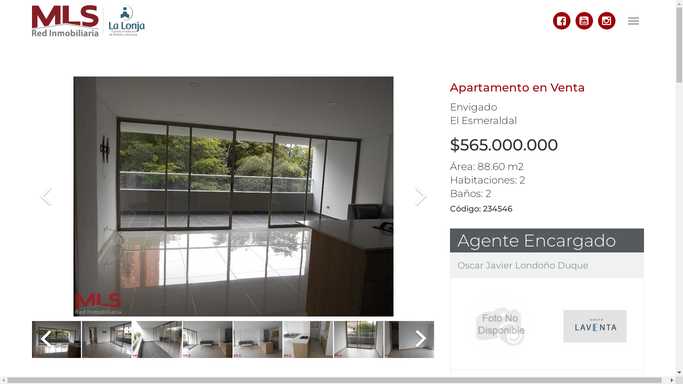 MLS
Red Inmobiliaria
La Lonja
Apartamento en Venta
Envigado
El Esmeraldal
$565.000.000
Área: 88.60 m2
Habitaciones: 2
Baños: 2
Código: 234546
MLS
Red Inmobiliaria
Agente Encargado
Oscar Javier Londoño Duque
Foto No
Disponible
LAVENTA